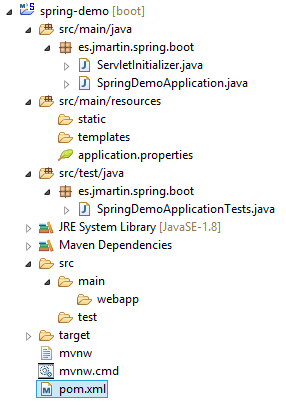 spring-demo [boot]
src/main/java
es.jmartin.spring.boot
ServletInitializer.java
SpringDemoApplication.java
src/main/resources
static
templates
application.properties
src/test/java
es.jmartin.spring.boot
SpringDemoApplicationTests.java
JRE System Library [JavaSE-1.8]
Maven Dependencies
src
main
webapp
test
target
mvnw
mvnw.cmd
pom.xml